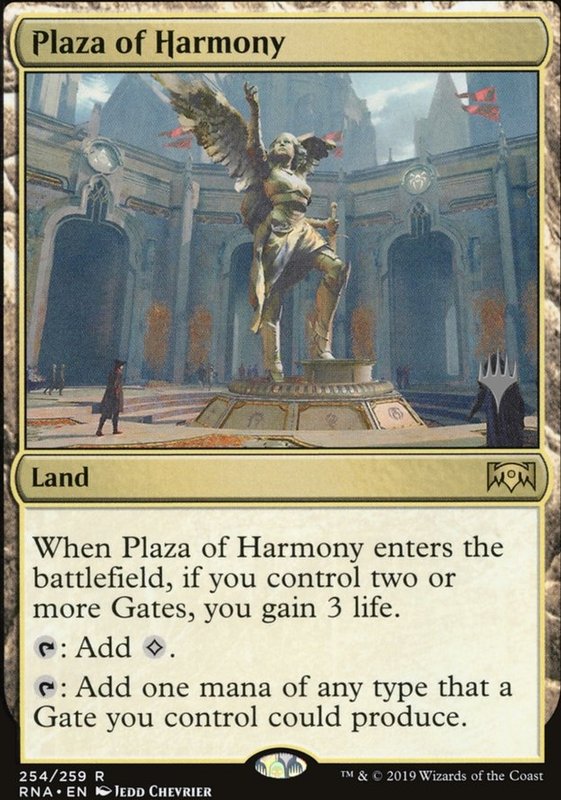 Plaza of Harmony
Land
When Plaza of Harmony enters the
battlefield, if you control two or
more Gates, you gain 3 life.
: Add .
: Add one mana of any type that a
Gate you control could produce.
254/259 R
RNA • EN Jedd Chevrier
™ & © 2019 Wizards of the Coast